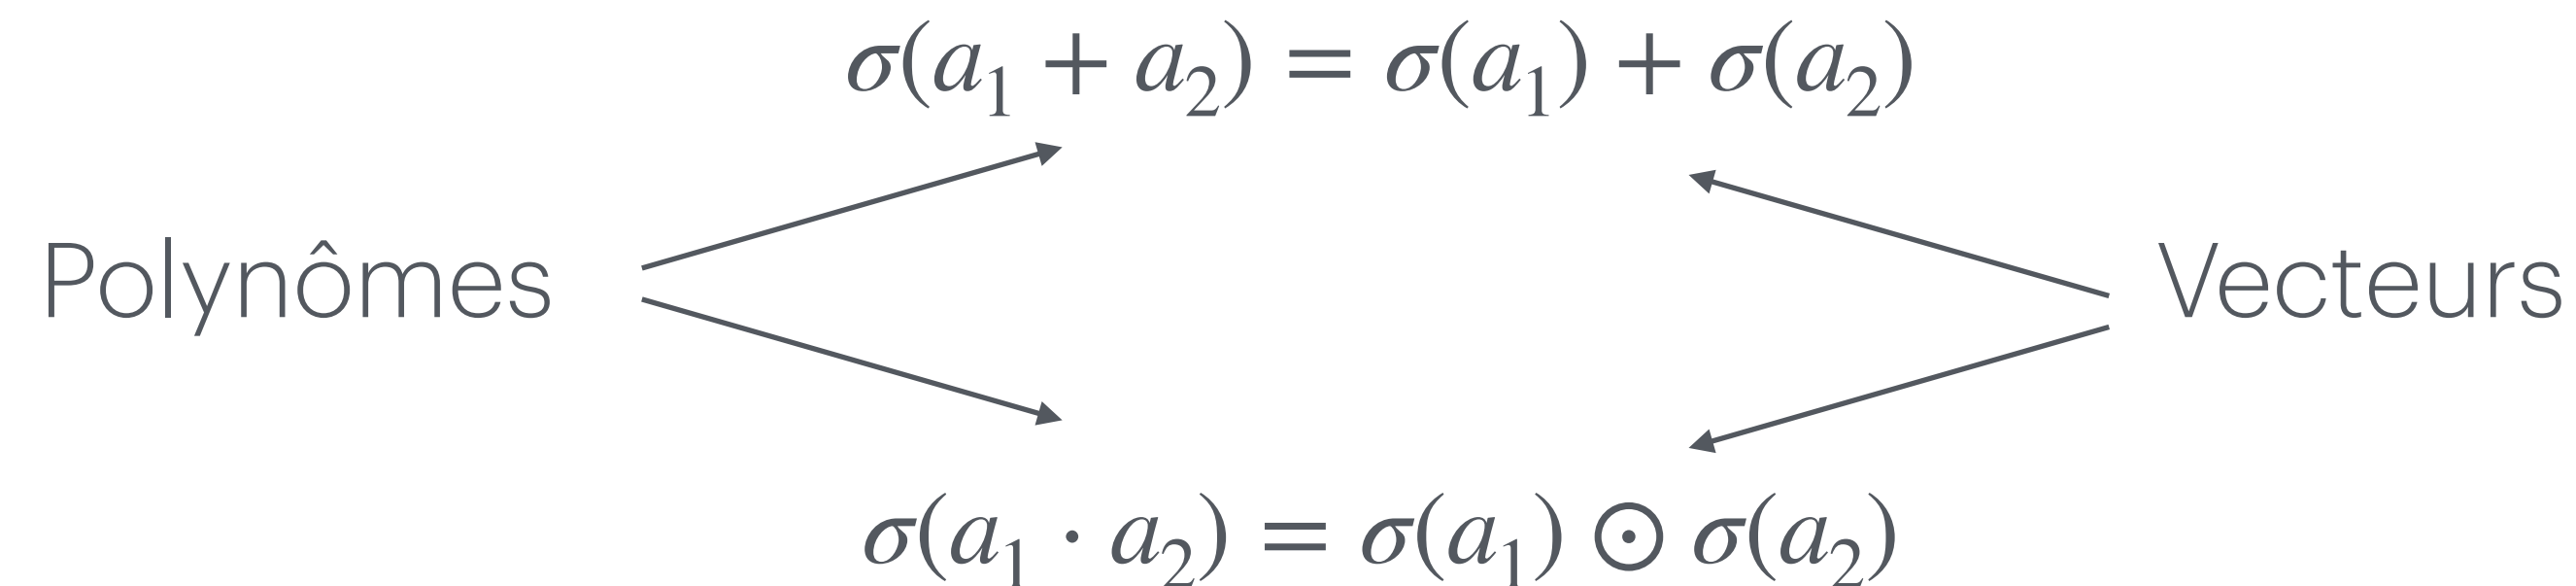 σ(a₁ + a₂) = σ(a₁) + σ(a₂)
Polynômes
Vecteurs
σ(a₁ · a₂) = σ(a₁) ⊙ σ(a₂)